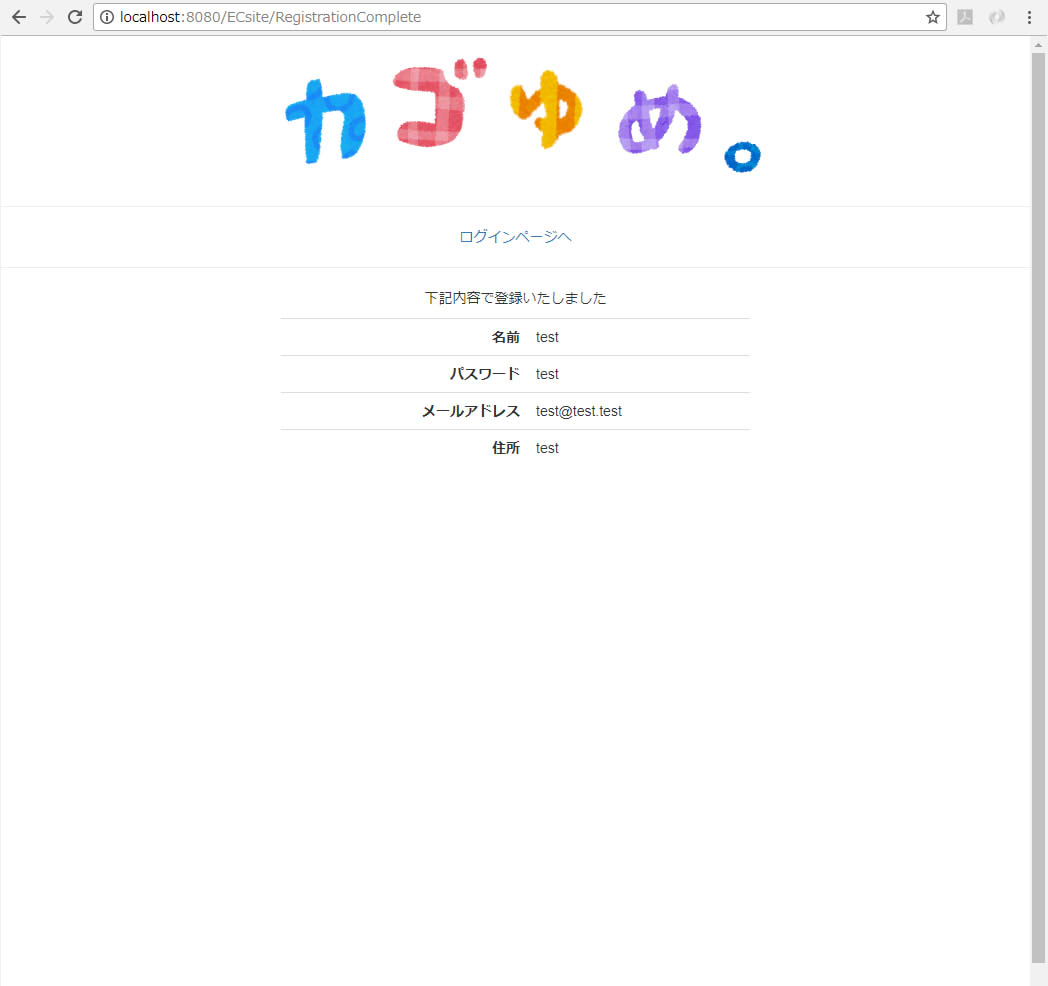 localhost:8080/ECsite/RegistrationComplete
カゴゆめ。
ログインページへ
下記内容で登録いたしました
名前 test
パスワード test
メールアドレス test@test.test
住所 test